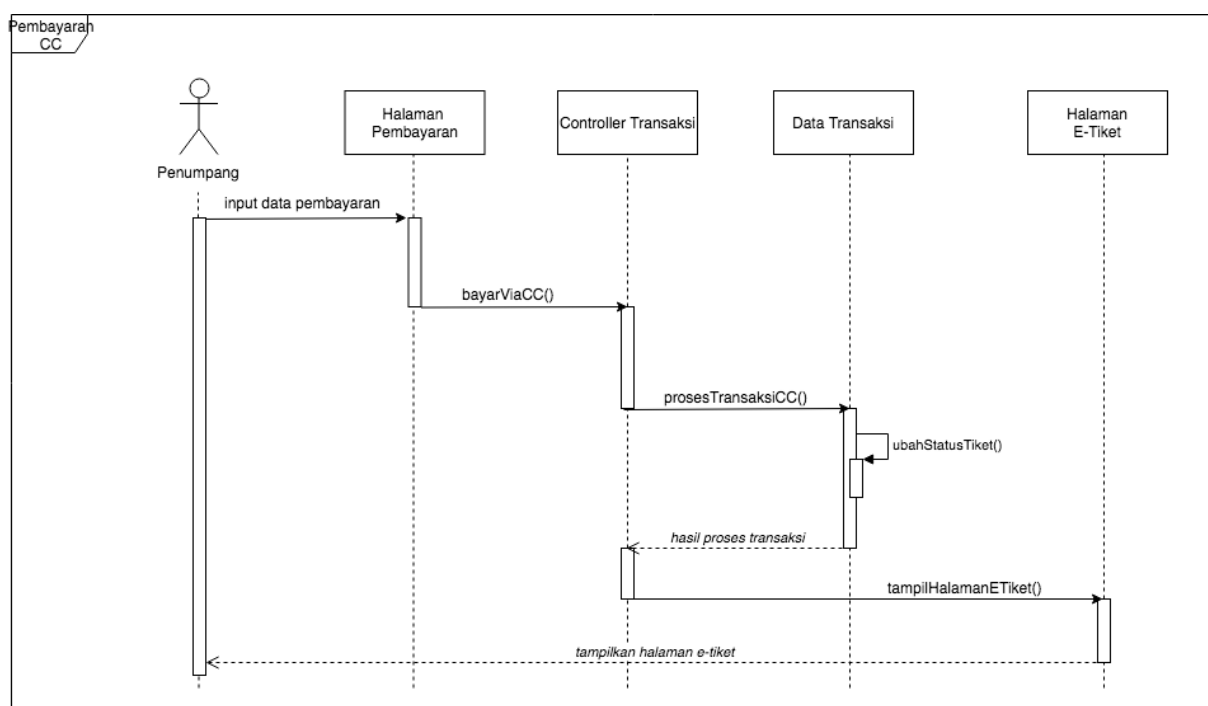 Pembayaran
CC
Halaman
Pembayaran
Controller Transaksi
Data Transaksi
Halaman
E-Tiket
Penumpang
input data pembayaran
bayarViaCC()
prosesTransaksiCC()
ubahStatusTiket()
hasil proses transaksi
tampilHalamanETiket()
tampilkan halaman e-tiket